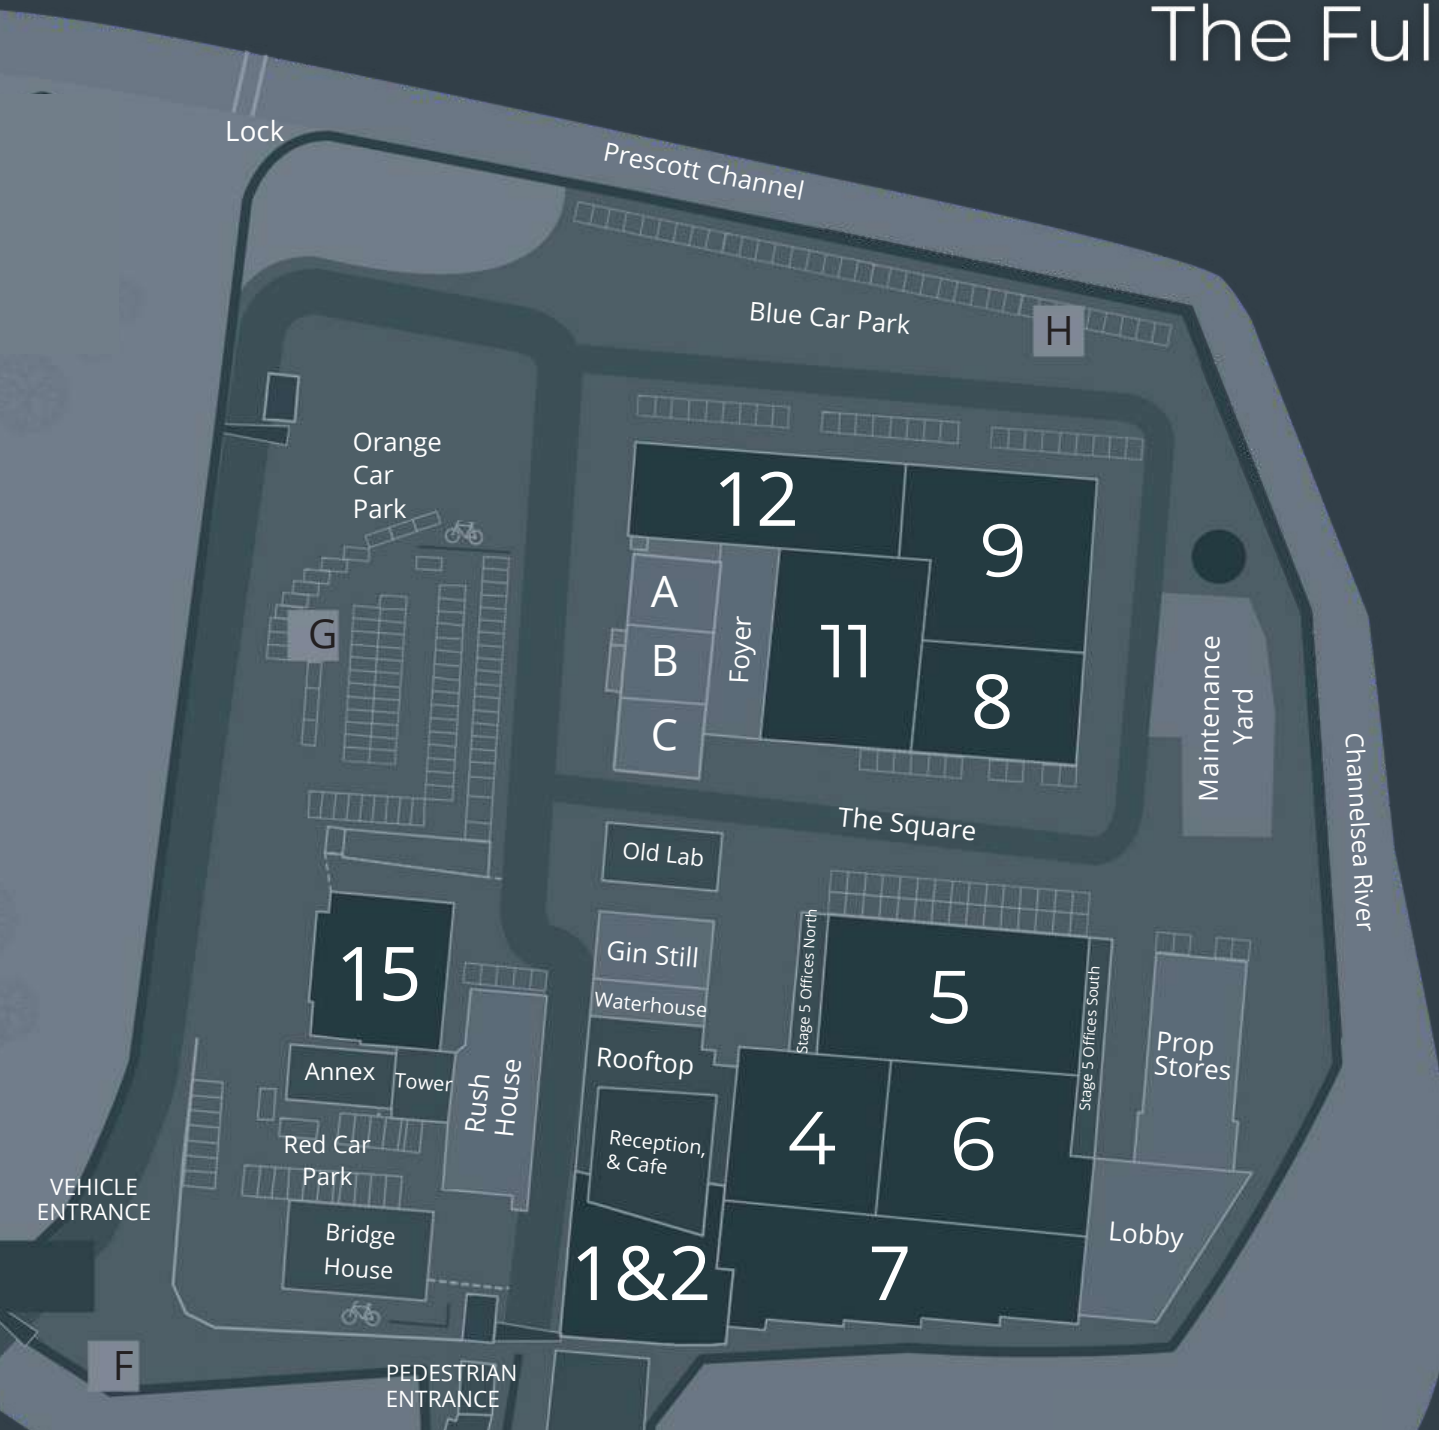 The Ful
Lock
Prescott Channel
Blue Car Park
H
Orange
Car
Park
12
9
A
B
C
Foyer
11
8
G
Maintenance
Yard
Channelsea River
The Square
Old Lab
Gin Still
Waterhouse
Rooftop
Reception,
& Cafe
Stage 5 Offices North
5
Stage 5 Offices South
Prop
Stores
15
Annex
Tower
Rush
House
4
6
Red Car
Park
VEHICLE
ENTRANCE
Bridge
House
1&2
7
Lobby
F
PEDESTRIAN
ENTRANCE